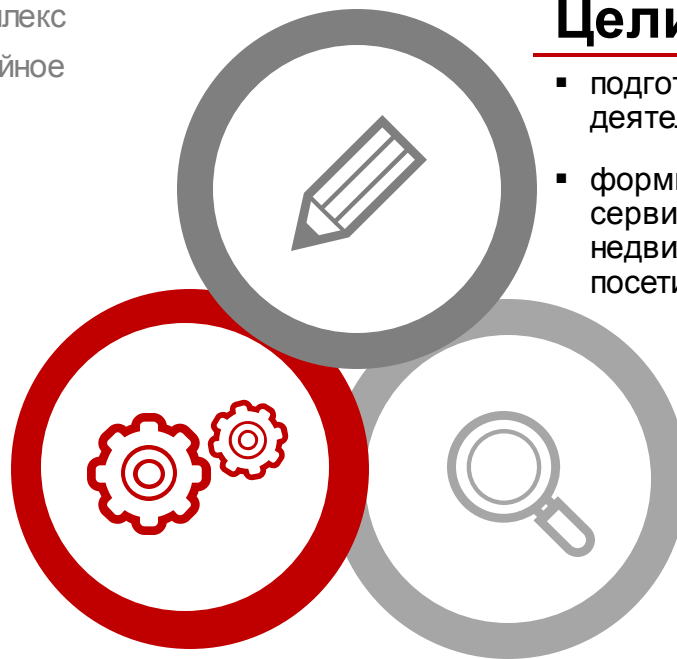 лекс
йное
Цели
▪ подгот
деятел
▪ форми
серви
недви
посети